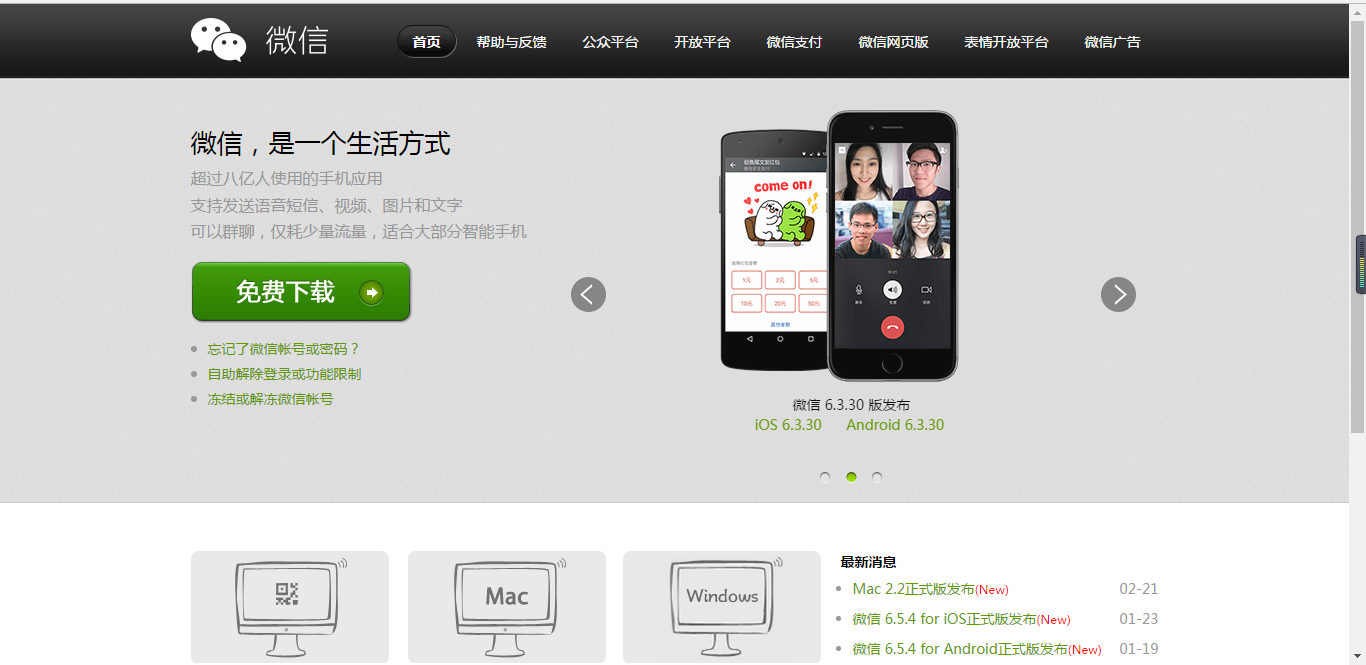 微信
首页 帮助与反馈 公众平台 开放平台 微信支付 微信网页版 表情开放平台 微信广告
微信，是一个生活方式
超过八亿人使用的手机应用
支持发送语音短信、视频、图片和文字
可以群聊，仅耗少量流量，适合大部分智能手机
免费下载
忘记了微信帐号或密码？
自助解除登录或功能限制
冻结或解冻微信帐号
come on!
1元 2元 5元
10元 20元 50元
其他金额
微信 6.3.30 版发布
iOS 6.3.30 Android 6.3.30
Mac
Windows
最新消息
Mac 2.2正式版发布(New) 02-21
微信 6.5.4 for iOS正式版发布(New) 01-23
微信 6.5.4 for Android正式版发布(New) 01-19